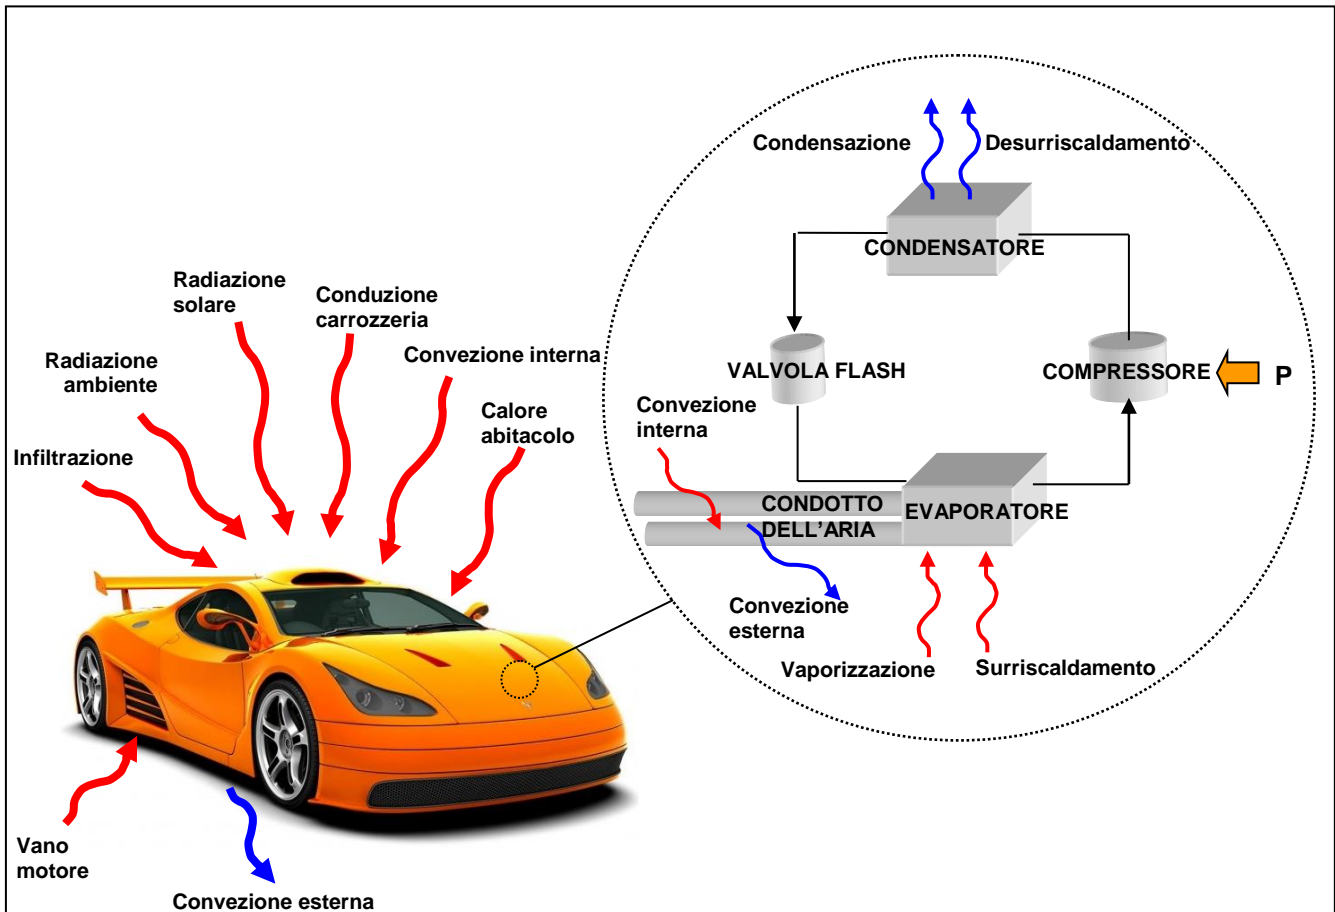 Condensazione
Desurriscaldamento
CONDENSATORE
Radiazione
solare
Conduzione
carrozzeria
Convezione interna
Radiazione
ambiente
Calore
abitacolo
Infiltrazione
VALVOLA FLASH
COMPRESSORE
P
Convezione
interna
CONDOTTO
DELL'ARIA
EVAPORATORE
Convezione
esterna
Vaporizzazione
Surriscaldamento
Vano
motore
Convezione esterna